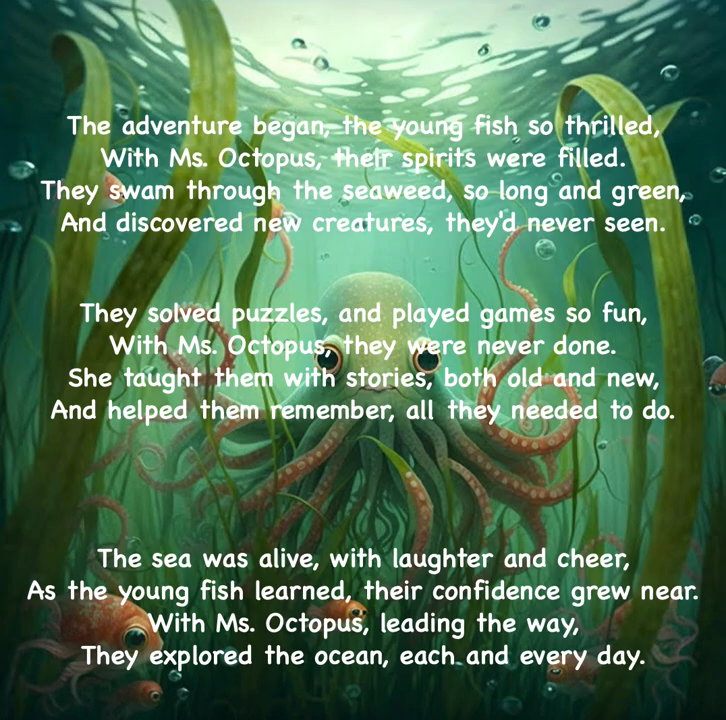 The adventure began, the young fish so thrilled,
With Ms. Octopus, their spirits were filled.
They swam through the seaweed, so long and green,
And discovered new creatures, they'd never seen.
They solved puzzles, and played games so fun,
With Ms. Octopus, they were never done.
She taught them with stories, both old and new,
And helped them remember, all they needed to do.
The sea was alive, with laughter and cheer,
As the young fish learned, their confidence grew near.
With Ms. Octopus, leading the way,
They explored the ocean, each and every day.